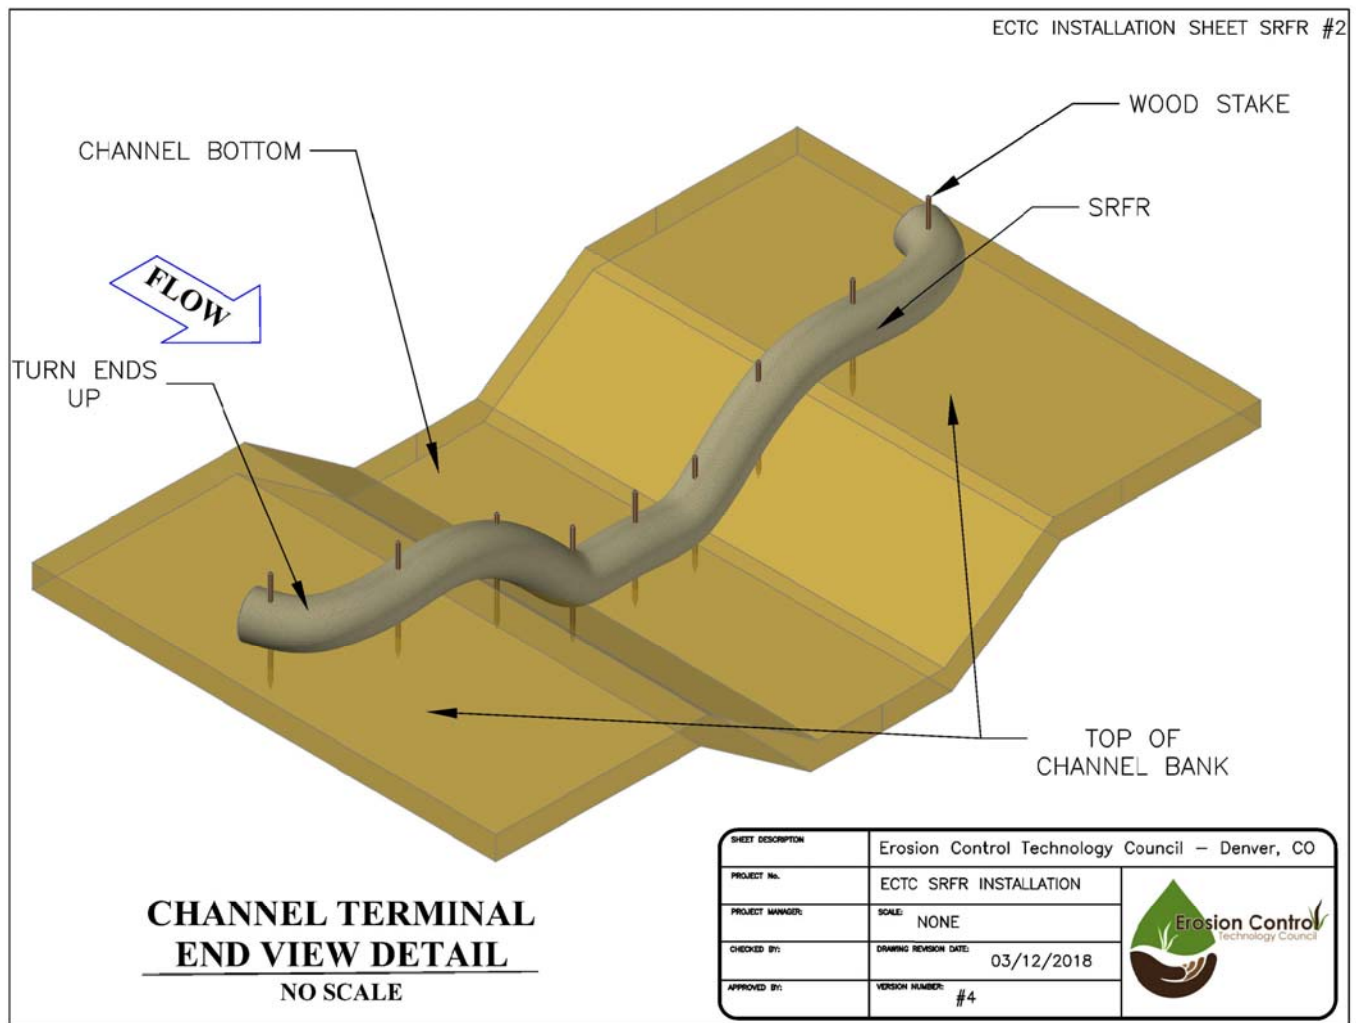 ECTC INSTALLATION SHEET SRFR #2
WOOD STAKE
CHANNEL BOTTOM
SRFR
FLOW
TURN ENDS
UP
TOP OF
CHANNEL BANK
CHANNEL TERMINAL
END VIEW DETAIL
NO SCALE
SHEET DESCRIPTION
Erosion Control Technology Council – Denver, CO
PROJECT No.
ECTC SRFR INSTALLATION
PROJECT MANAGER:
SCALE:
NONE
CHECKED BY:
DRAWING REVISION DATE:
03/12/2018
APPROVED BY:
VERSION NUMBER:
#4
Erosion Control
Technology Council